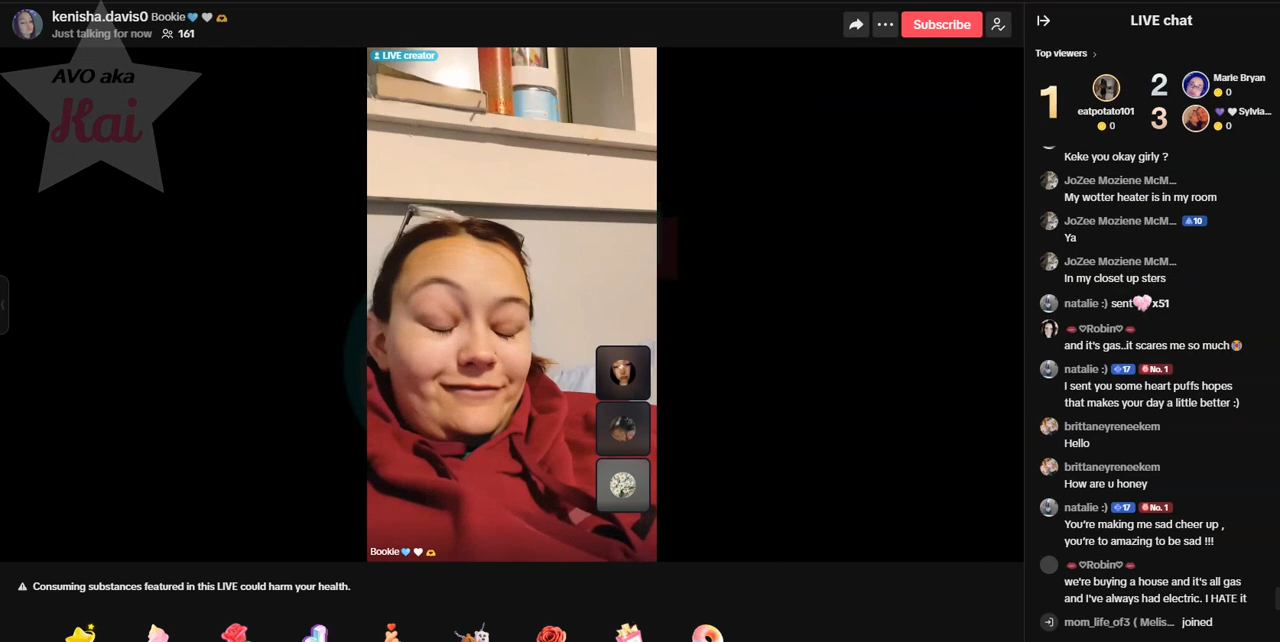 kenisha.davis0 Bookie🩵🤍🫶
Just talking for now 161
Subscribe
AVO aka
Kai
LIVE creator
Bookie🩵🤍🫶
Consuming substances featured in this LIVE could harm your health.
LIVE chat
Top viewers >
1
eatpotato101
0
2
Marie Bryan
0
3
💜🤍Sylvia...
0
Keke you okay girly ?
JoZee Moziene McM...
My wotter heater is in my room
JoZee Moziene McM... 10
Ya
JoZee Moziene McM...
In my closet up sters
natalie :) sent x51
🫦♡Robin♡🫦
and it's gas..it scares me so much😭
natalie :) 17 No. 1
I sent you some heart puffs hopes
that makes your day a little better :)
brittaneyreneekem
Hello
brittaneyreneekem
How are u honey
natalie :) 17 No. 1
You're making me sad cheer up ,
you're to amazing to be sad !!!
🫦♡Robin♡🫦
we're buying a house and it's all gas
and I've always had electric. I HATE it
mom_life_of3 ( Melis... joined